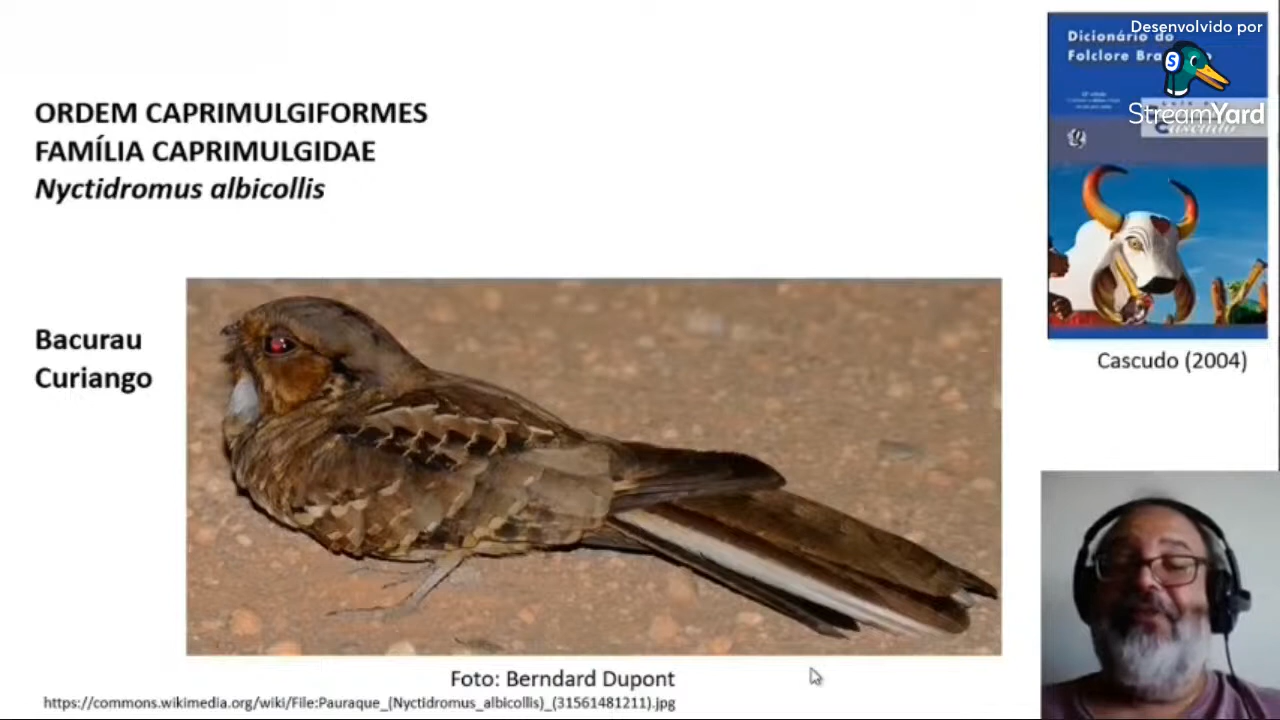 ORDEM CAPRIMULGIFORMES
FAMÍLIA CAPRIMULGIDAE
Nyctidromus albicollis
Bacurau
Curiango
Foto: Berndard Dupont
https://commons.wikimedia.org/wiki/File:Pauraque_(Nyctidromus_albicollis)_(31561481211).jpg
Desenvolvido por
StreamYard
Dicionário do
Folclore Bra
Cascudo
Cascudo (2004)